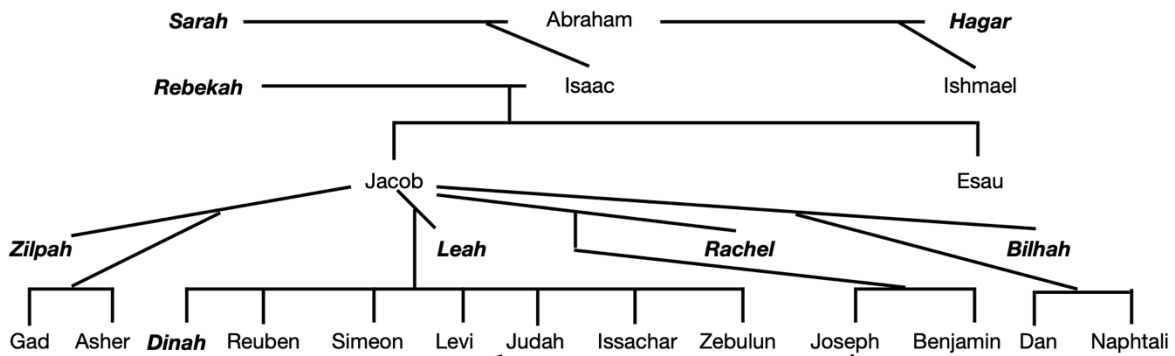 Sarah Abraham Hagar
Rebekah Isaac Ishmael
Jacob Esau
Zilpah Leah Rachel Bilhah
Gad Asher Dinah Reuben Simeon Levi Judah Issachar Zebulun Joseph Benjamin Dan Naphtali